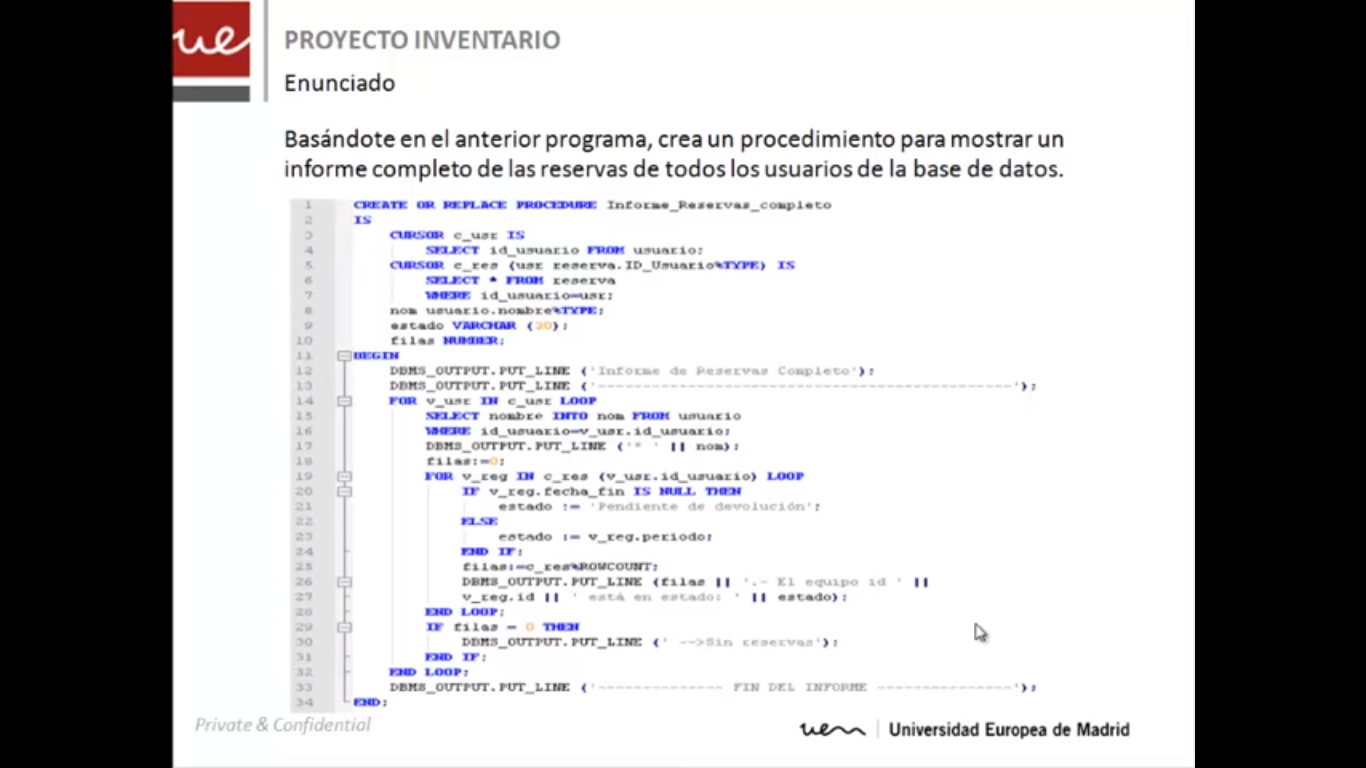 ue
PROYECTO INVENTARIO
Enunciado
Basándote en el anterior programa, crea un procedimiento para mostrar un
informe completo de las reservas de todos los usuarios de la base de datos.
1 CREATE OR REPLACE PROCEDURE Informe_Reservas_completo
2 IS
3 CURSOR c_usr IS
4 SELECT id_usuario FROM usuario;
5 CURSOR c_res (usr reserva.ID_Usuario%TYPE) IS
6 SELECT * FROM reserva
7 WHERE id_usuario=usr;
8 nom usuario.nombre%TYPE;
9 estado VARCHAR (20);
10 filas NUMBER;
11 BEGIN
12 DBMS_OUTPUT.PUT_LINE ('Informe de Reservas Completo');
13 DBMS_OUTPUT.PUT_LINE ('----------------------------------------------');
14 FOR v_usr IN c_usr LOOP
15 SELECT nombre INTO nom FROM usuario
16 WHERE id_usuario=v_usr.id_usuario;
17 DBMS_OUTPUT.PUT_LINE ('* ' || nom);
18 filas:=0;
19 FOR v_reg IN c_res (v_usr.id_usuario) LOOP
20 IF v_reg.fecha_fin IS NULL THEN
21 estado := 'Pendiente de devolución';
22 ELSE
23 estado := v_reg.periodo;
24 END IF;
25 filas:=c_res%ROWCOUNT;
26 DBMS_OUTPUT.PUT_LINE (filas || '.- El equipo id ' ||
27 v_reg.id || ' está en estado: ' || estado);
28 END LOOP;
29 IF filas = 0 THEN
30 DBMS_OUTPUT.PUT_LINE (' -->Sin reservas');
31 END IF;
32 END LOOP;
33 DBMS_OUTPUT.PUT_LINE ('-------------- FIN DEL INFORME ---------------');
34 END;
Private & Confidential
uem Universidad Europea de Madrid